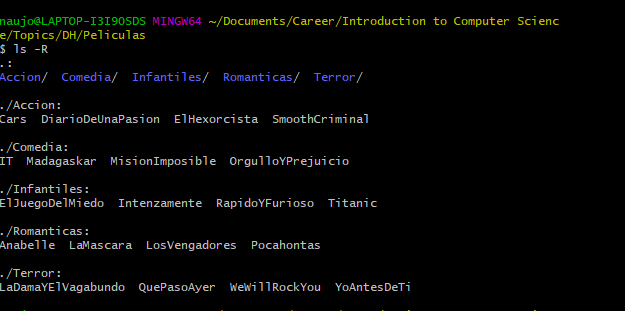 naujo@LAPTOP-I3I9OSDS MINGW64 ~/Documents/Career/Introduction to Computer Scienc
e/Topics/DH/Peliculas
$ ls -R
.:
Accion/  Comedia/  Infantiles/  Romanticas/  Terror/
./Accion:
Cars  DiarioDeUnaPasion  ElHexorcista  SmoothCriminal
./Comedia:
IT  Madagaskar  MisionImposible  OrgulloYPrejuicio
./Infantiles:
ElJuegoDelMiedo  Intenzamente  RapidoYFurioso  Titanic
./Romanticas:
Anabelle  LaMascara  LosVengadores  Pocahontas
./Terror:
LaDamaYElVagabundo  QuePasoAyer  WeWillRockYou  YoAntesDeTi